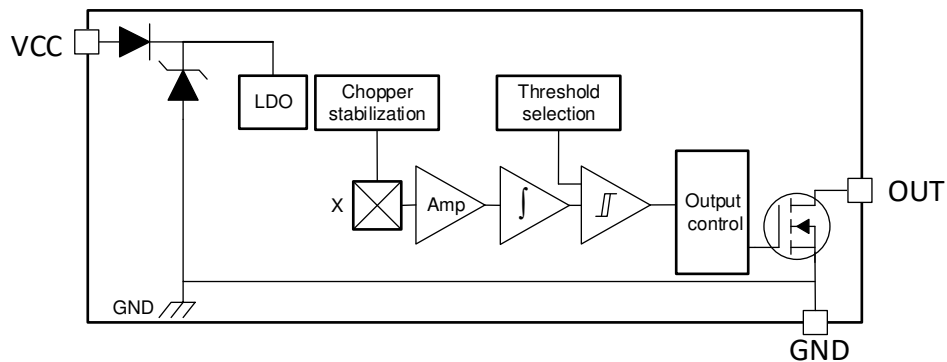 VCC
LDO
Chopper
stabilization
Threshold
selection
X
Amp
∫
Output
control
OUT
GND
GND